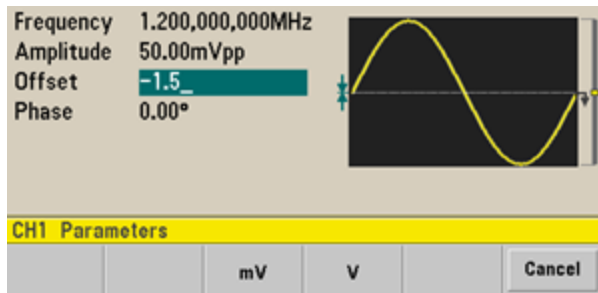 Frequency 1.200,000,000MHz
Amplitude 50.00mVpp
Offset -1.5_
Phase 0.00°
CH1 Parameters
mV V Cancel